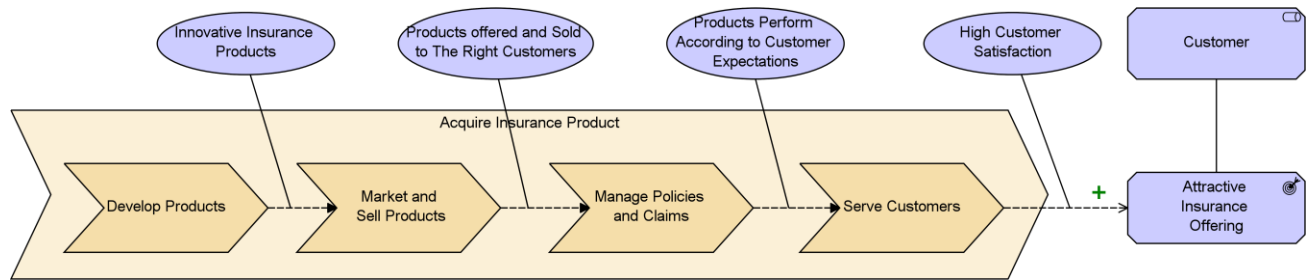 Innovative Insurance
Products
Products offered and Sold
to The Right Customers
Products Perform
According to Customer
Expectations
High Customer
Satisfaction
Customer
Acquire Insurance Product
Develop Products
Market and
Sell Products
Manage Policies
and Claims
Serve Customers
+
Attractive
Insurance
Offering